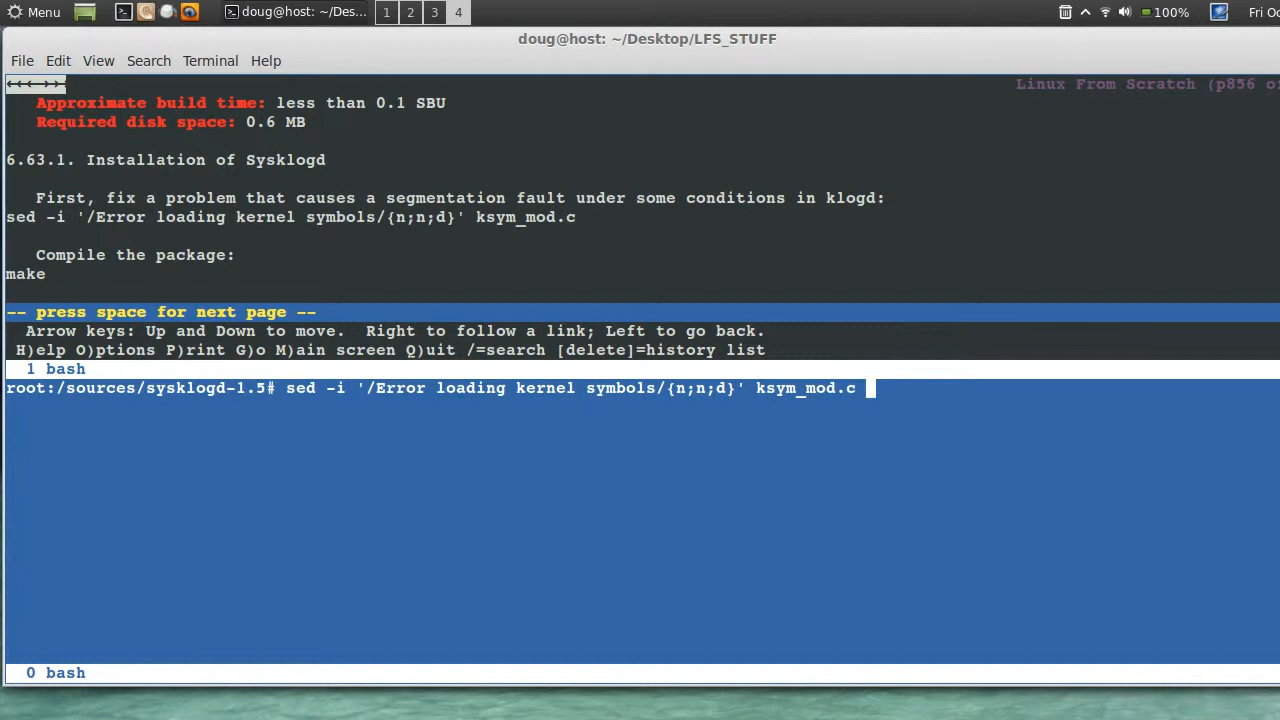 Menu doug@host: ~/Des... 1 2 3 4 100% Fri Oc
doug@host: ~/Desktop/LFS_STUFF
File Edit View Search Terminal Help
Linux From Scratch (p856 o
Approximate build time: less than 0.1 SBU
Required disk space: 0.6 MB
6.63.1. Installation of Sysklogd
First, fix a problem that causes a segmentation fault under some conditions in klogd:
sed -i '/Error loading kernel symbols/{n;n;d}' ksym_mod.c
Compile the package:
make
-- press space for next page --
Arrow keys: Up and Down to move. Right to follow a link; Left to go back.
H)elp O)ptions P)rint G)o M)ain screen Q)uit /=search [delete]=history list
1 bash
root:/sources/sysklogd-1.5# sed -i '/Error loading kernel symbols/{n;n;d}' ksym_mod.c
0 bash